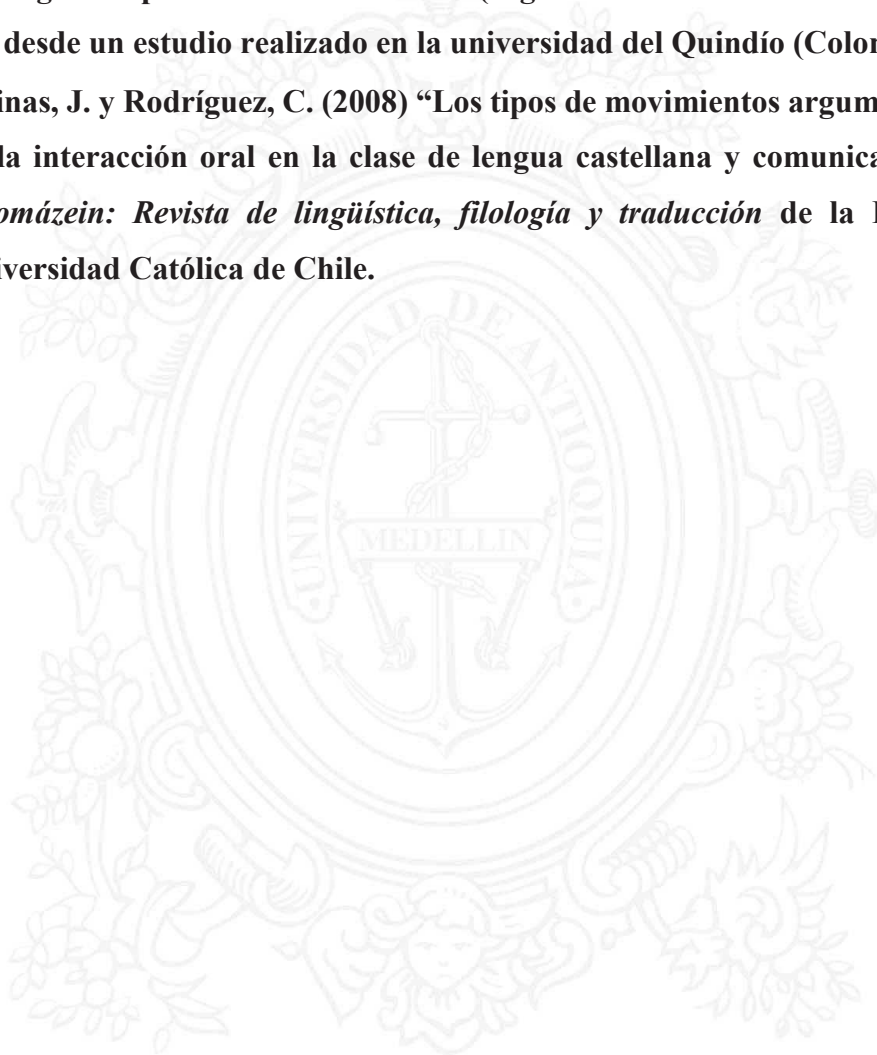 desde un estudio realizado en la universidad del Quindío
inas, J. y Rodríguez, C. (2008) “Los tipos de movimientos argum
la interacción oral en la clase de lengua castellana y comunica
omázein: Revista de lingüística, filología y traducción de la
iversidad Católica de Chile.
UNIVERSIDAD DE ANTIOQUIA
MEDELLIN